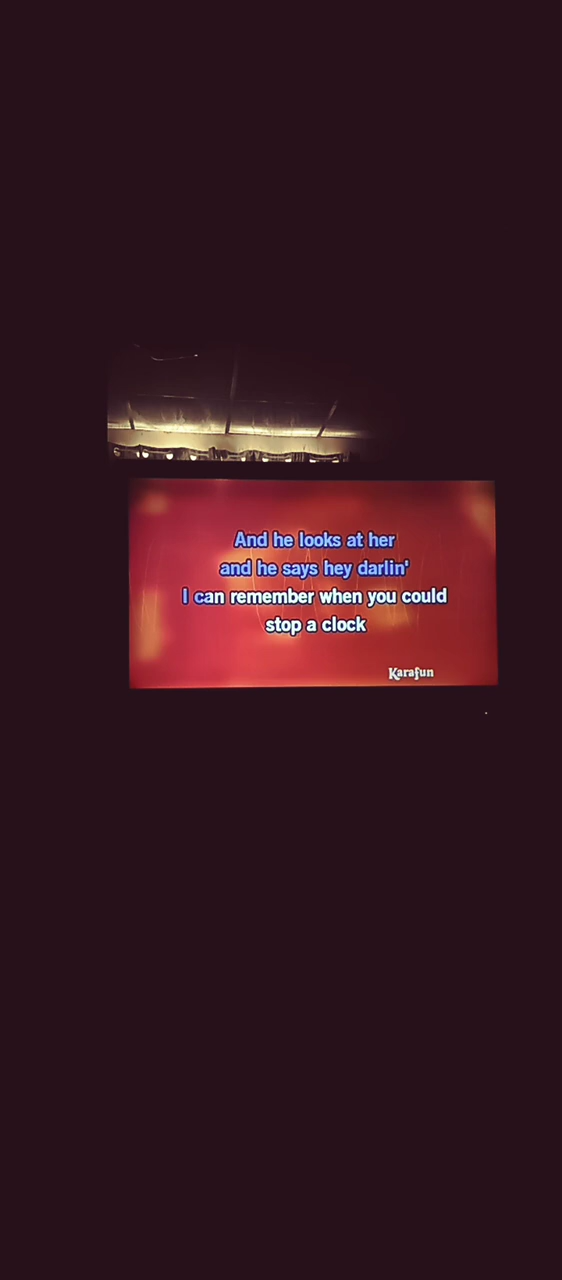 And he looks at her
and he says hey darlin'
I can remember when you could
stop a clock
Karafun